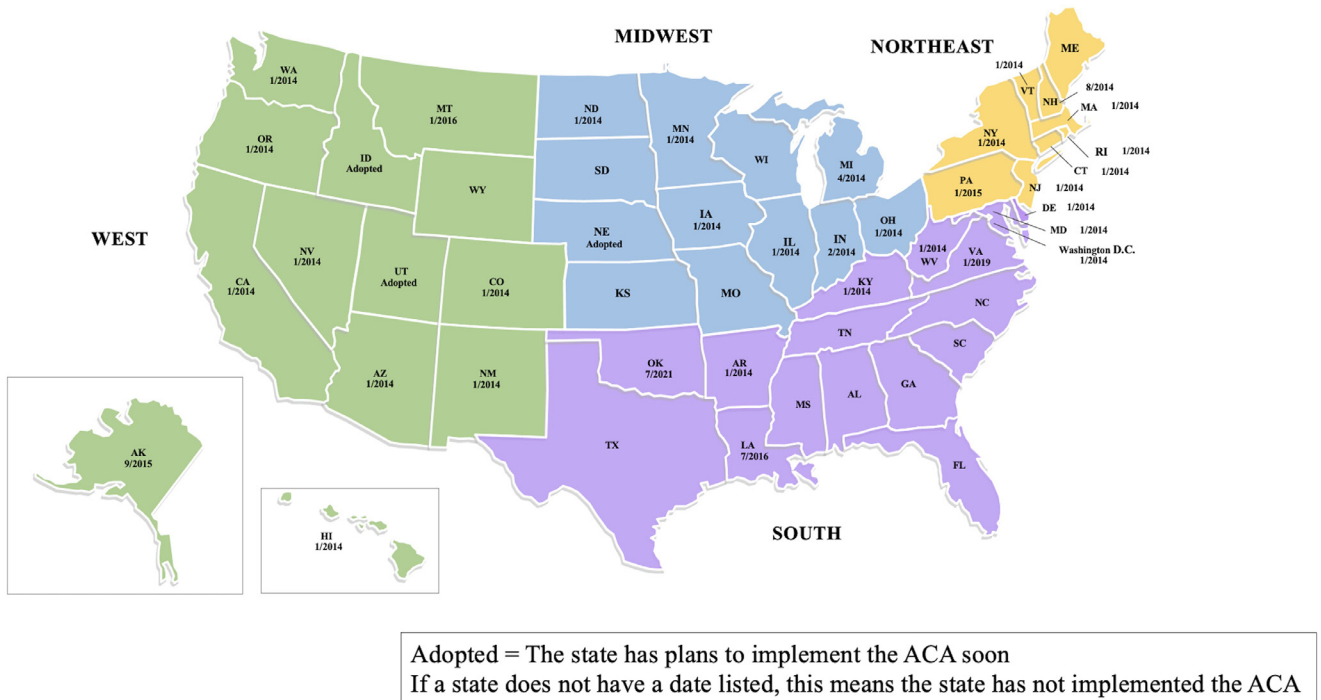 MIDWEST
NORTHEAST
WEST
SOUTH
WA
1/2014
OR
1/2014
ID
Adopted
MT
1/2016
WY
CA
1/2014
NV
1/2014
UT
Adopted
CO
1/2014
AZ
1/2014
NM
1/2014
AK
9/2015
HI
1/2014
ND
1/2014
SD
NE
Adopted
KS
MN
1/2014
IA
1/2014
MO
WI
IL
1/2014
MI
4/2014
IN
2/2014
OH
1/2014
ME
1/2014
VT
8/2014
NH
MA 1/2014
NY
1/2014
RI 1/2014
CT 1/2014
PA
1/2015
NJ 1/2014
DE 1/2014
MD 1/2014
Washington D.C.
1/2014
1/2014
WV
VA
1/2019
KY
1/2014
NC
TN
SC
OK
7/2021
AR
1/2014
MS
AL
GA
TX
LA
7/2016
FL
Adopted = The state has plans to implement the ACA soon
If a state does not have a date listed, this means the state has not implemented the ACA